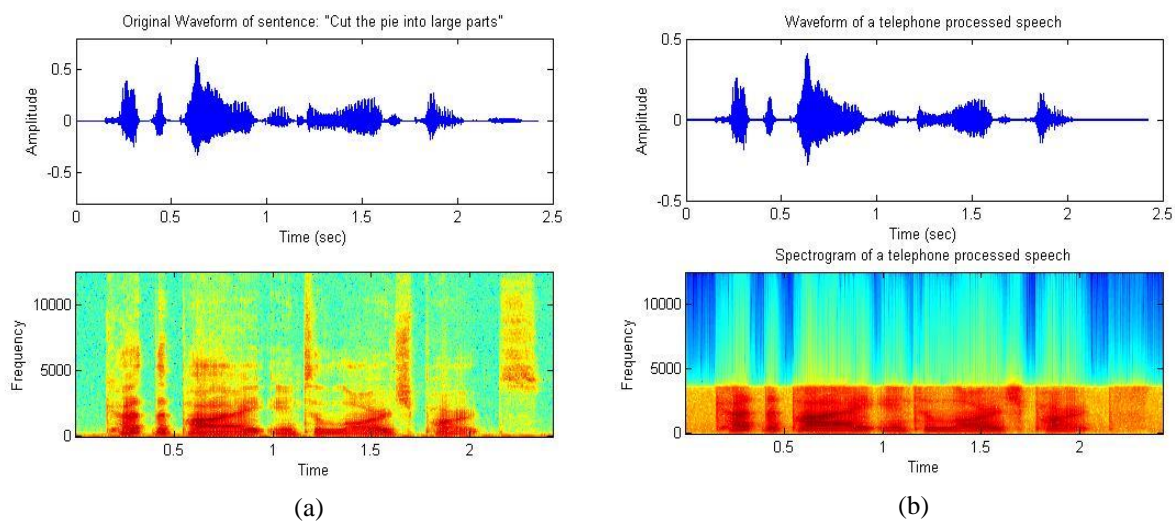 Original Waveform of sentence: "Cut the pie into large parts"
0.5
0
-0.5
Amplitude
0
0.5
1
1.5
2
2.5
Time (sec)
10000
5000
0
Frequency
0.5
1
1.5
2
Time
(a)
Waveform of a telephone processed speech
0.5
0
-0.5
Amplitude
0
0.5
1
1.5
2
2.5
Time (sec)
Spectrogram of a telephone processed speech
10000
5000
0
Frequency
0.5
1
1.5
2
Time
(b)